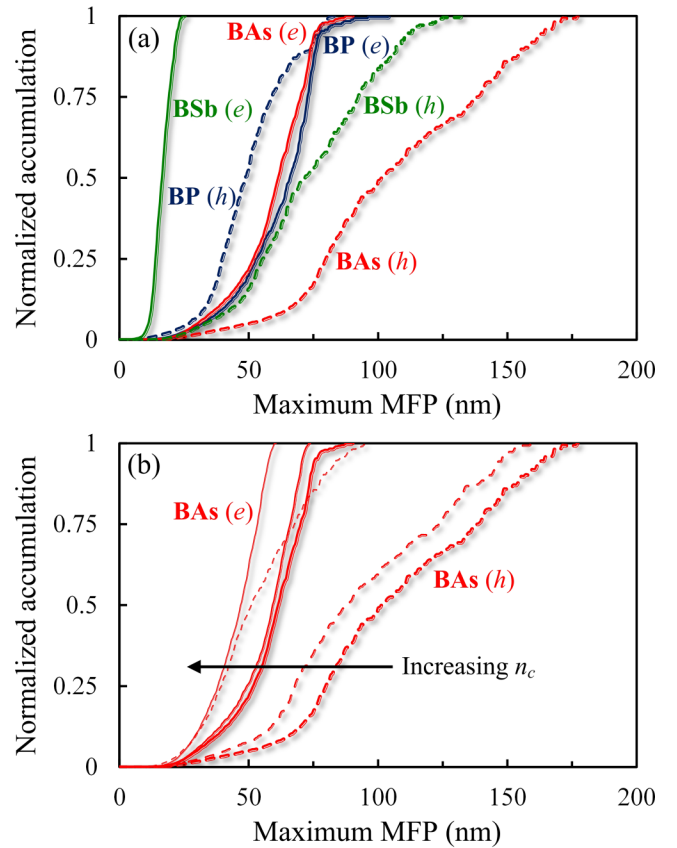 (a)
BAs (e)
BP (e)
BSb (e)
BSb (h)
BP (h)
BAs (h)
Normalized accumulation
1
0.75
0.5
0.25
0
0 50 100 150 200
Maximum MFP (nm)
(b)
BAs (e)
BAs (h)
Increasing n_c
Normalized accumulation
1
0.75
0.5
0.25
0
0 50 100 150 200
Maximum MFP (nm)